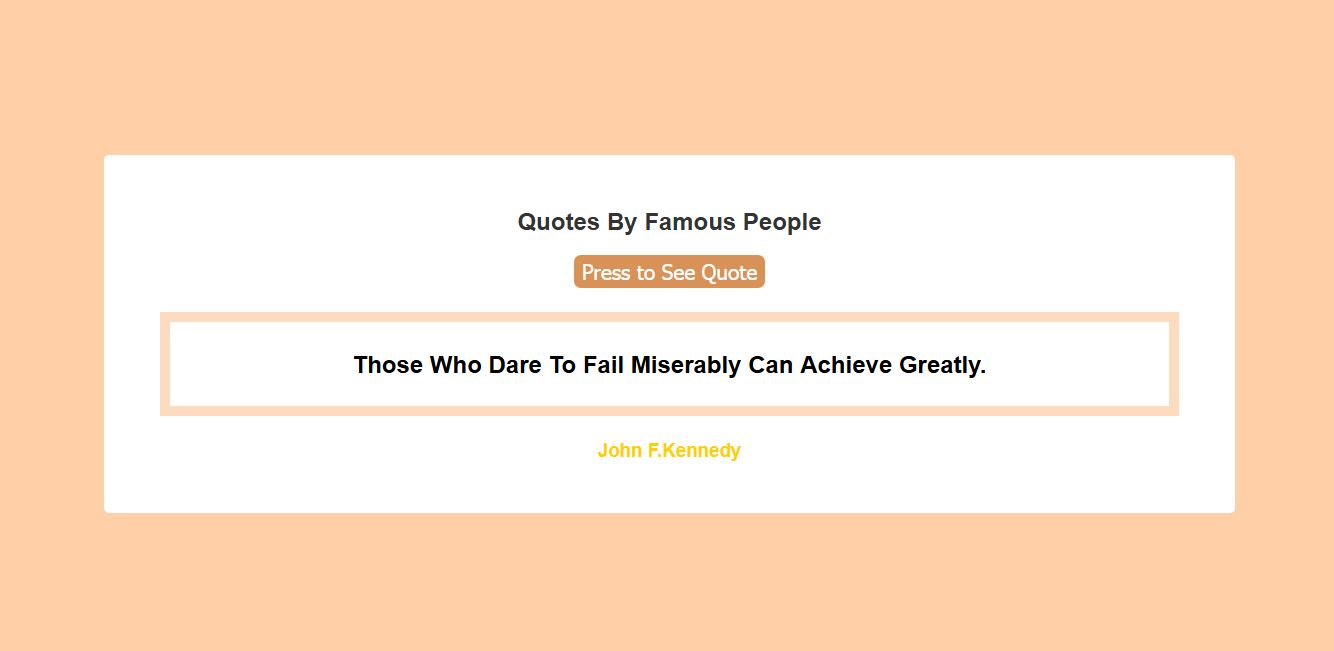 Quotes By Famous People
Press to See Quote
Those Who Dare To Fail Miserably Can Achieve Greatly.
John F.Kennedy